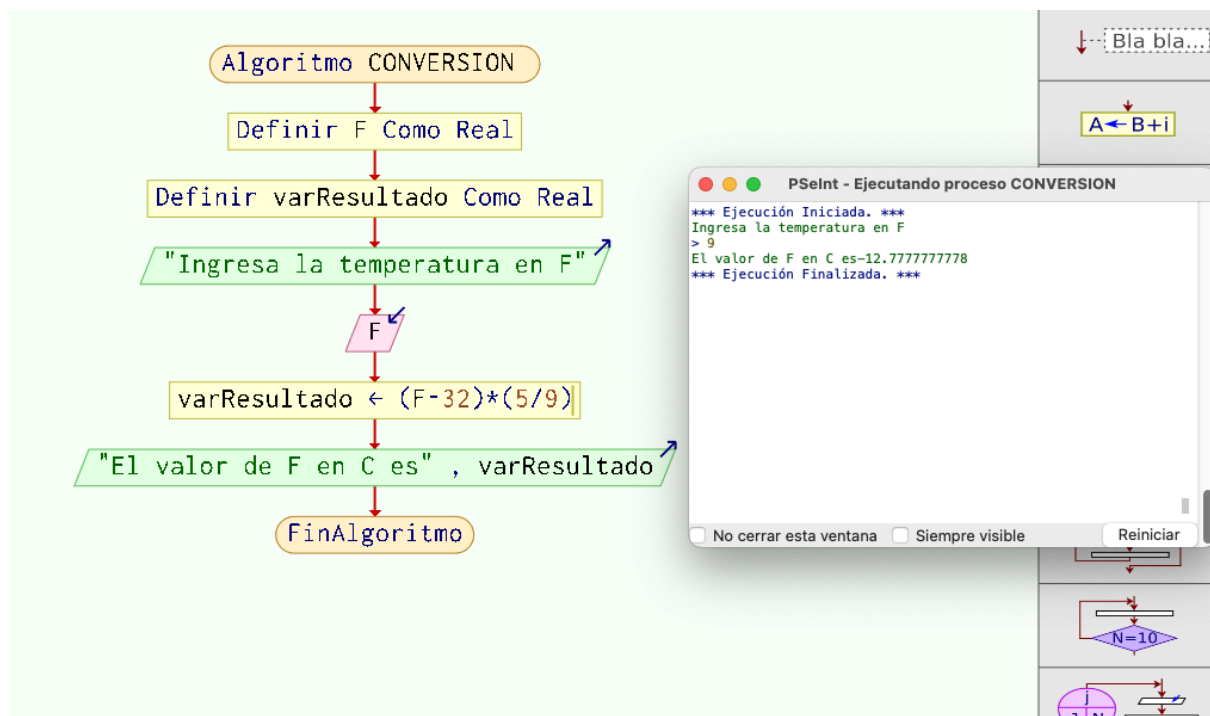 Algoritmo CONVERSION
Definir F Como Real
Definir varResultado Como Real
"Ingresa la temperatura en F"
F
varResultado ← (F-32)*(5/9)
"El valor de F en C es" , varResultado
FinAlgoritmo
PSeInt - Ejecutando proceso CONVERSION
*** Ejecución Iniciada. ***
Ingresa la temperatura en F
> 9
El valor de F en C es-12.7777777778
*** Ejecución Finalizada. ***
No cerrar esta ventana
Siempre visible
Reiniciar
Bla bla...
A←B+i
N=10
j